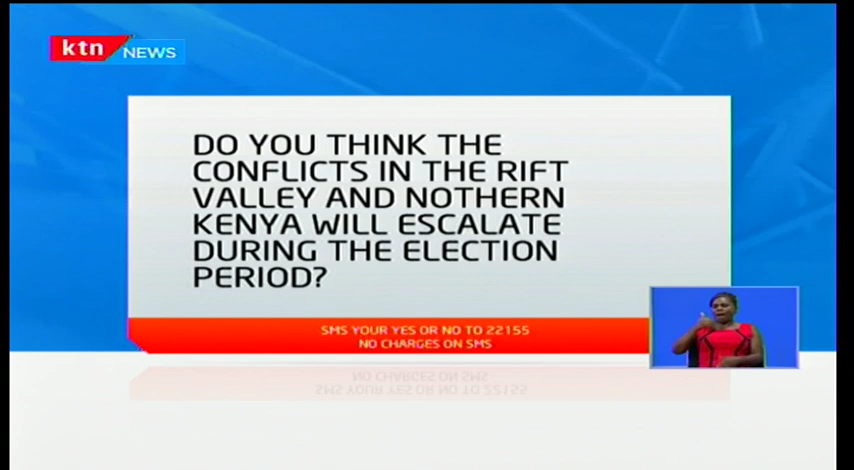 ktn NEWS
DO YOU THINK THE
CONFLICTS IN THE RIFT
VALLEY AND NOTHERN
KENYA WILL ESCALATE
DURING THE ELECTION
PERIOD?
SMS YOUR YES OR NO TO 22155
NO CHARGES ON SMS